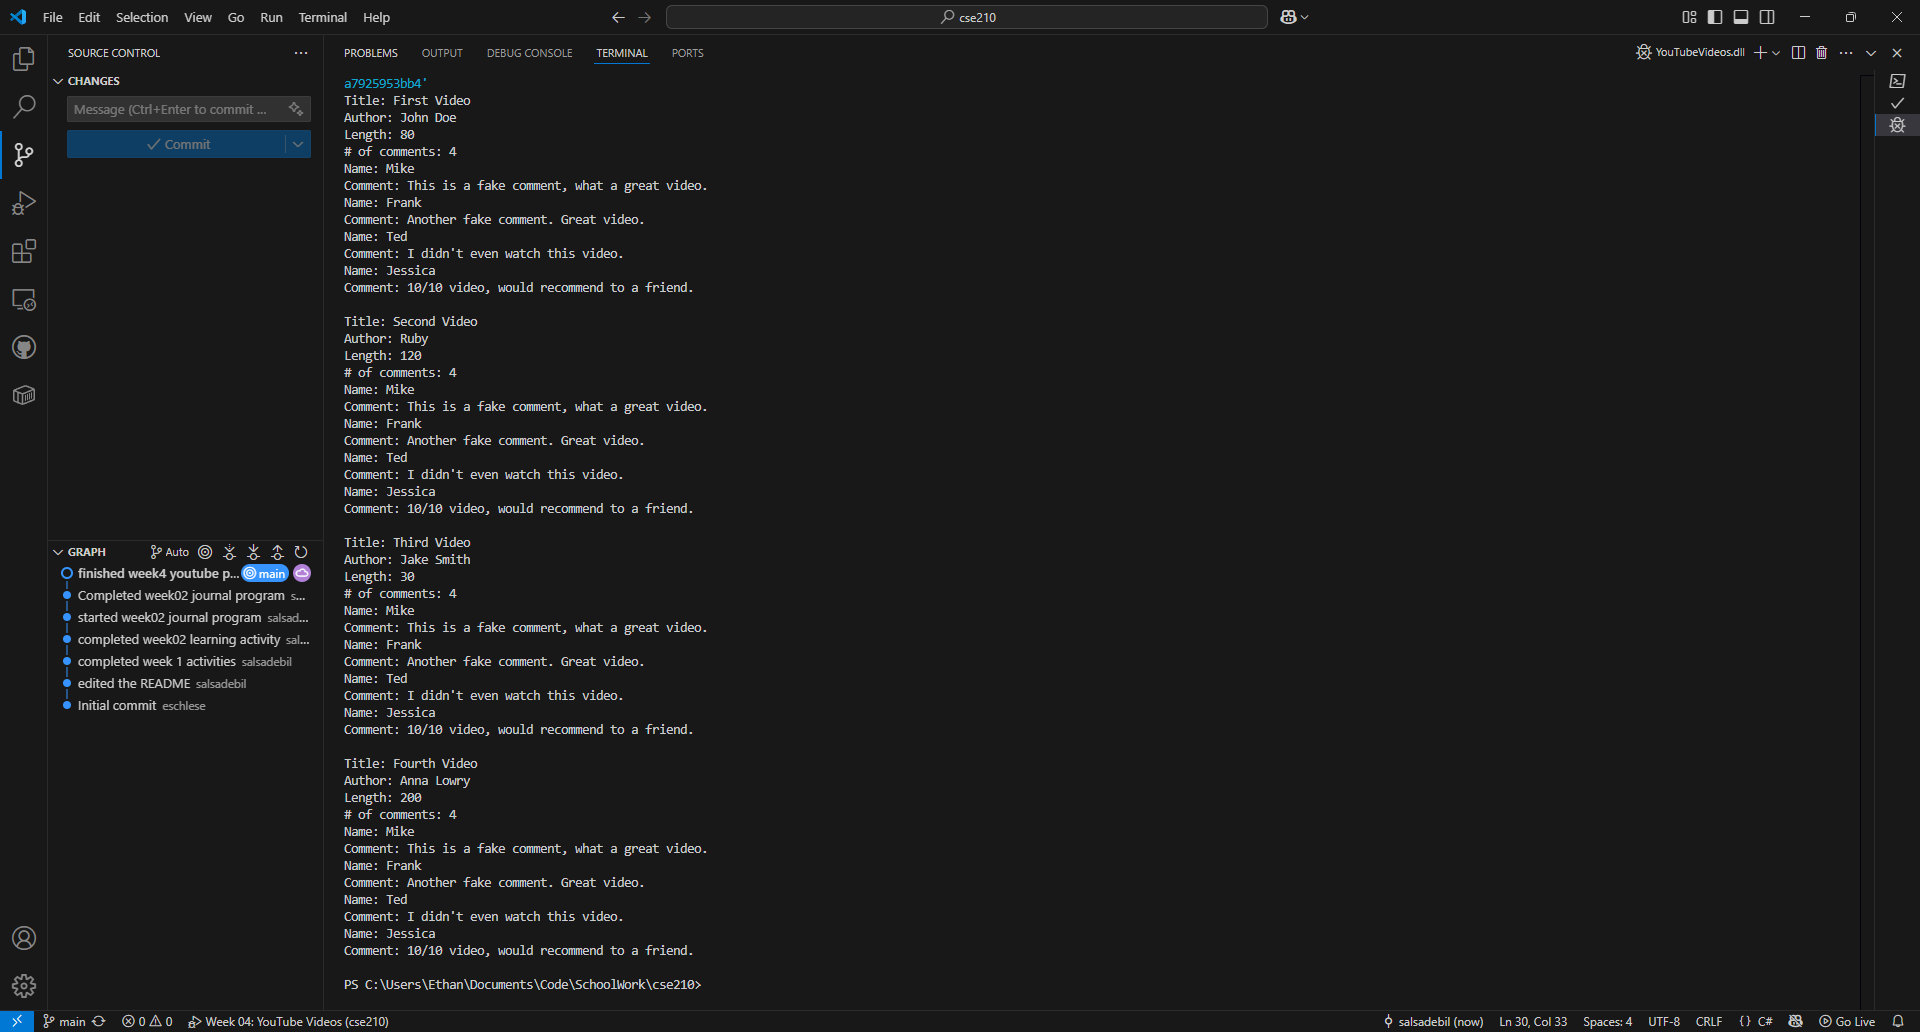 File Edit Selection View Go Run Terminal Help
cse210
SOURCE CONTROL
CHANGES
Message (Ctrl+Enter to commit ...
Commit
GRAPH
Auto
finished week4 youtube p... main
Completed week02 journal program s...
started week02 journal program salsad...
completed week02 learning activity sal...
completed week 1 activities salsadebil
edited the README salsadebil
Initial commit eschlese
PROBLEMS OUTPUT DEBUG CONSOLE TERMINAL PORTS
YouTubeVideos.dll
a7925953bb4'
Title: First Video
Author: John Doe
Length: 80
# of comments: 4
Name: Mike
Comment: This is a fake comment, what a great video.
Name: Frank
Comment: Another fake comment. Great video.
Name: Ted
Comment: I didn't even watch this video.
Name: Jessica
Comment: 10/10 video, would recommend to a friend.
Title: Second Video
Author: Ruby
Length: 120
# of comments: 4
Name: Mike
Comment: This is a fake comment, what a great video.
Name: Frank
Comment: Another fake comment. Great video.
Name: Ted
Comment: I didn't even watch this video.
Name: Jessica
Comment: 10/10 video, would recommend to a friend.
Title: Third Video
Author: Jake Smith
Length: 30
# of comments: 4
Name: Mike
Comment: This is a fake comment, what a great video.
Name: Frank
Comment: Another fake comment. Great video.
Name: Ted
Comment: I didn't even watch this video.
Name: Jessica
Comment: 10/10 video, would recommend to a friend.
Title: Fourth Video
Author: Anna Lowry
Length: 200
# of comments: 4
Name: Mike
Comment: This is a fake comment, what a great video.
Name: Frank
Comment: Another fake comment. Great video.
Name: Ted
Comment: I didn't even watch this video.
Name: Jessica
Comment: 10/10 video, would recommend to a friend.
PS C:\Users\Ethan\Documents\Code\SchoolWork\cse210>
main 0 0 Week 04: YouTube Videos (cse210) salsadebil (now) Ln 30, Col 33 Spaces: 4 UTF-8 CRLF {} C# Go Live